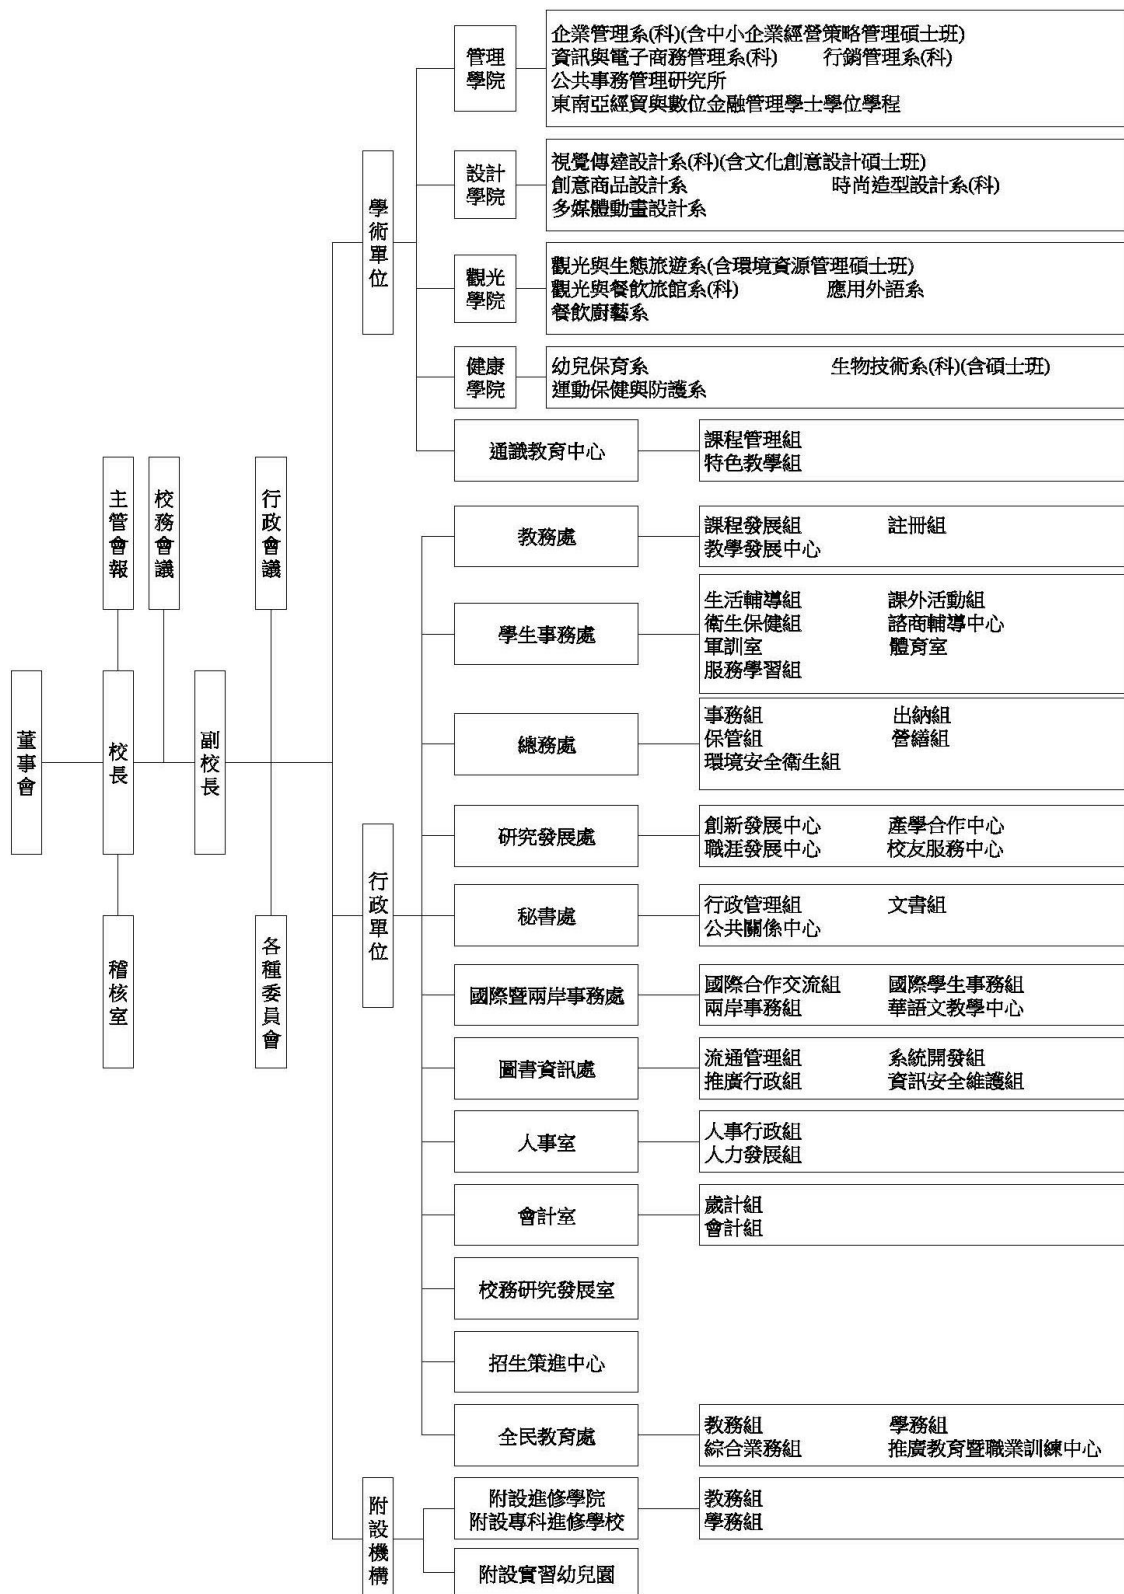 董事會
主管會報
校長
稽核室
校務會議
副校長
行政會議
各種委員會
學術單位
管理
學院
企業管理系(科)(含中小企業經營策略管理碩士班)
資訊與電子商務管理系(科) 行銷管理系(科)
公共事務管理研究所
東南亞經貿與數位金融管理學士學位學程
設計
學院
視覺傳達設計系(科)(含文化創意設計碩士班)
創意商品設計系 時尚造型設計系(科)
多媒體動畫設計系
觀光
學院
觀光與生態旅遊系(含環境資源管理碩士班)
觀光與餐飲旅館系(科) 應用外語系
餐飲廚藝系
健康
學院
幼兒保育系 生物技術系(科)(含碩士班)
運動保健與防護系
通識教育中心
課程管理組
特色教學組
行政單位
教務處
課程發展組 註冊組
教學發展中心
學生事務處
生活輔導組 課外活動組
衛生保健組 諮商輔導中心
軍訓室 體育室
服務學習組
總務處
事務組 出納組
保管組 營繕組
環境安全衛生組
研究發展處
創新發展中心 產學合作中心
職涯發展中心 校友服務中心
秘書處
行政管理組 文書組
公共關係中心
國際暨兩岸事務處
國際合作交流組 國際學生事務組
兩岸事務組 華語文教學中心
圖書資訊處
流通管理組 系統開發組
推廣行政組 資訊安全維護組
人事室
人事行政組
人力發展組
會計室
歲計組
會計組
校務研究發展室
招生策進中心
全民教育處
教務組 學務組
綜合業務組 推廣教育暨職業訓練中心
附設機構
附設進修學院
附設專科進修學校
教務組
學務組
附設實習幼兒園